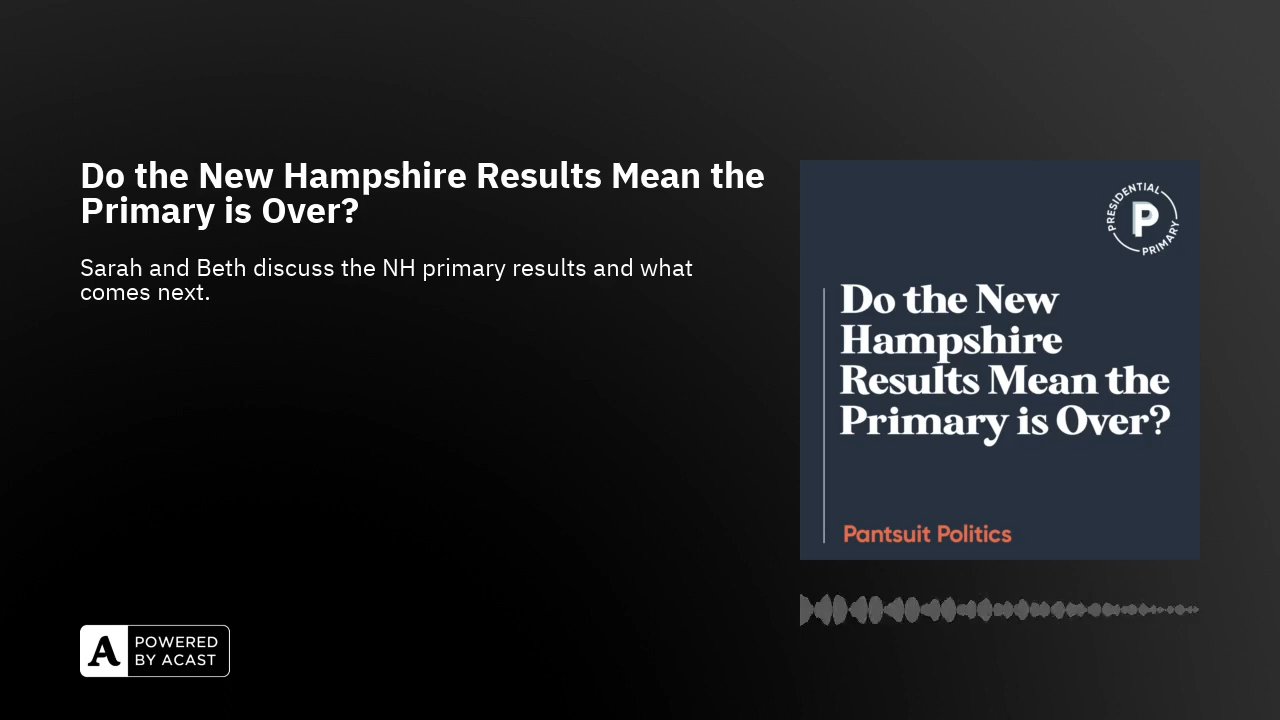 Do the New Hampshire Results Mean the
Primary is Over?
Sarah and Beth discuss the NH primary results and what
comes next.
PRESIDENTIAL
P
PRIMARY
Do the New
Hampshire
Results Mean the
Primary is Over?
Pantsuit Politics
A
POWERED
BY ACAST